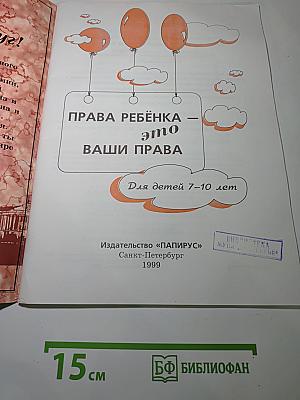 ПРАВА РЕБЁНКА —
это
ВАШИ ПРАВА
Для детей 7–10 лет
Издательство «ПАПИРУС»
Санкт-Петербург
1999
БИБЛИОТЕКА
15 см
БФ БИБЛИОФАН